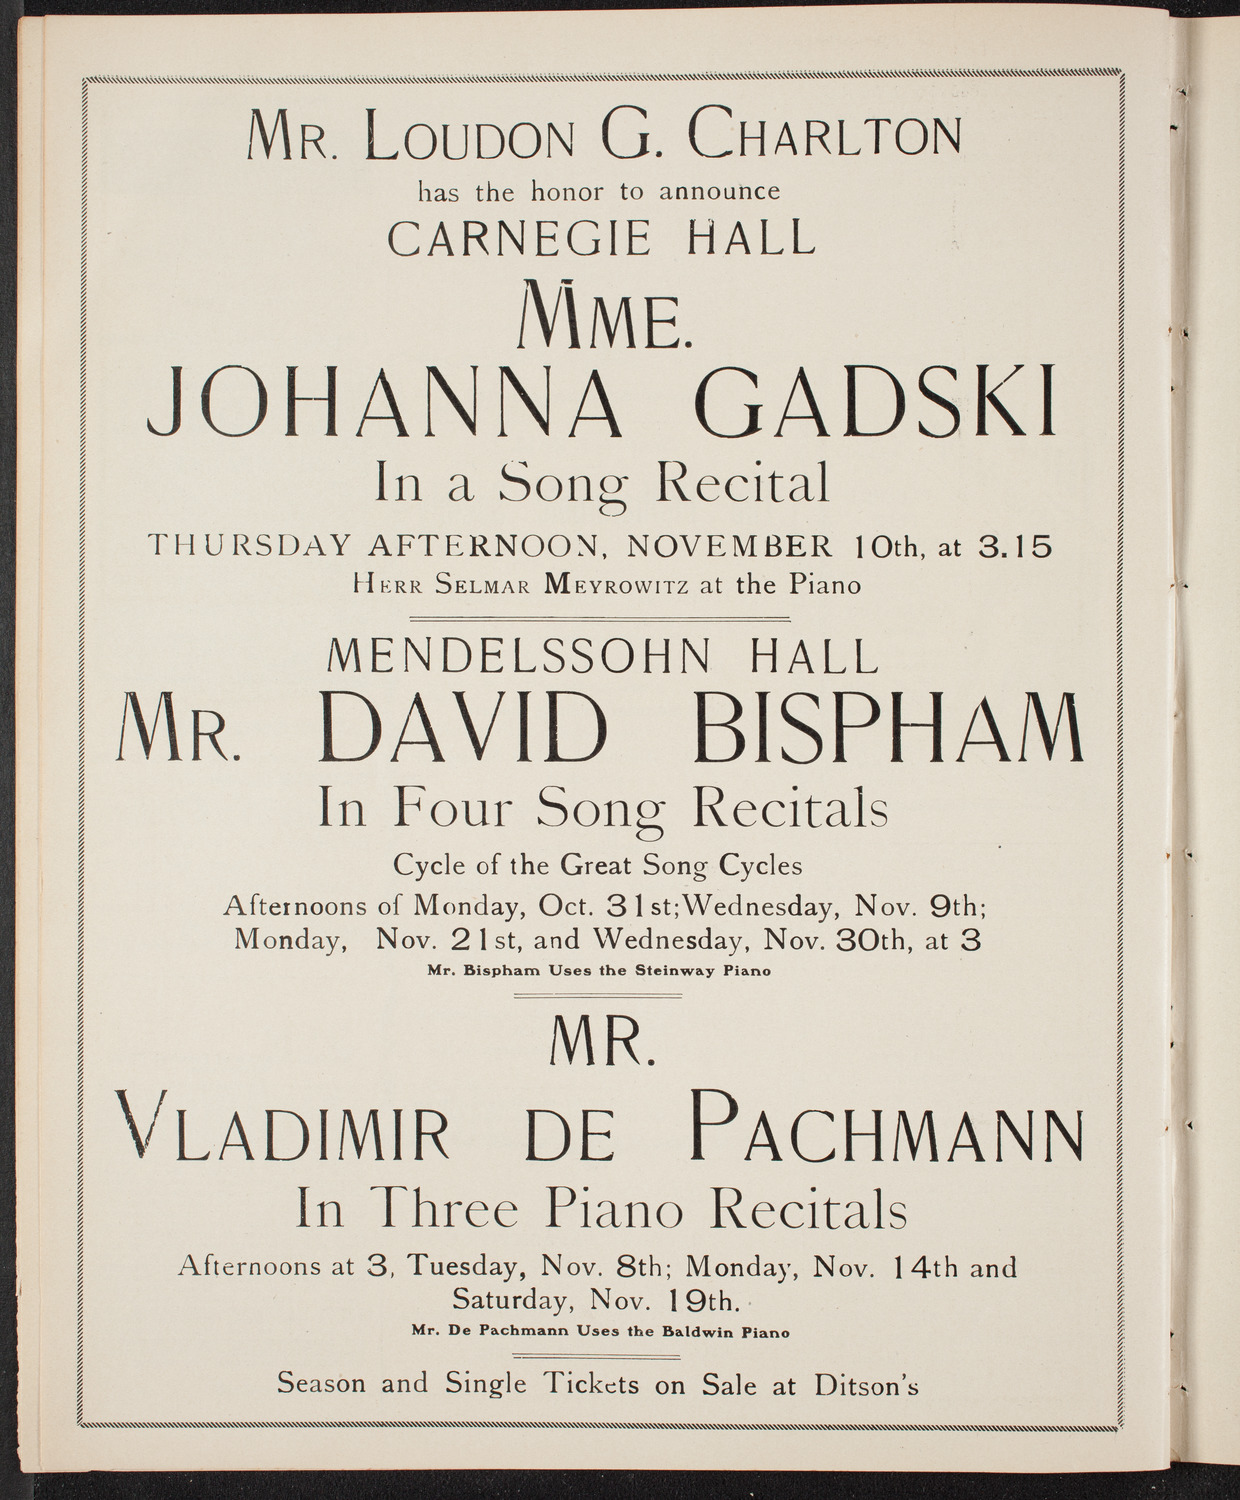 Mr. Loudon G. Charlton
has the honor to announce
CARNEGIE HALL
Mme.
JOHANNA GADSKI
In a Song Recital
THURSDAY AFTERNOON, NOVEMBER 10th, at 3.15
Herr Selmar Meyrowitz at the Piano
MENDELSSOHN HALL
Mr. DAVID BISPHAM
In Four Song Recitals
Cycle of the Great Song Cycles
Afternoons of Monday, Oct. 31st; Wednesday, Nov. 9th;
Monday, Nov. 21st, and Wednesday, Nov. 30th, at 3
Mr. Bispham Uses the Steinway Piano
MR.
Vladimir de Pachmann
In Three Piano Recitals
Afternoons at 3, Tuesday, Nov. 8th; Monday, Nov. 14th and
Saturday, Nov. 19th.
Mr. De Pachmann Uses the Baldwin Piano
Season and Single Tickets on Sale at Ditson's